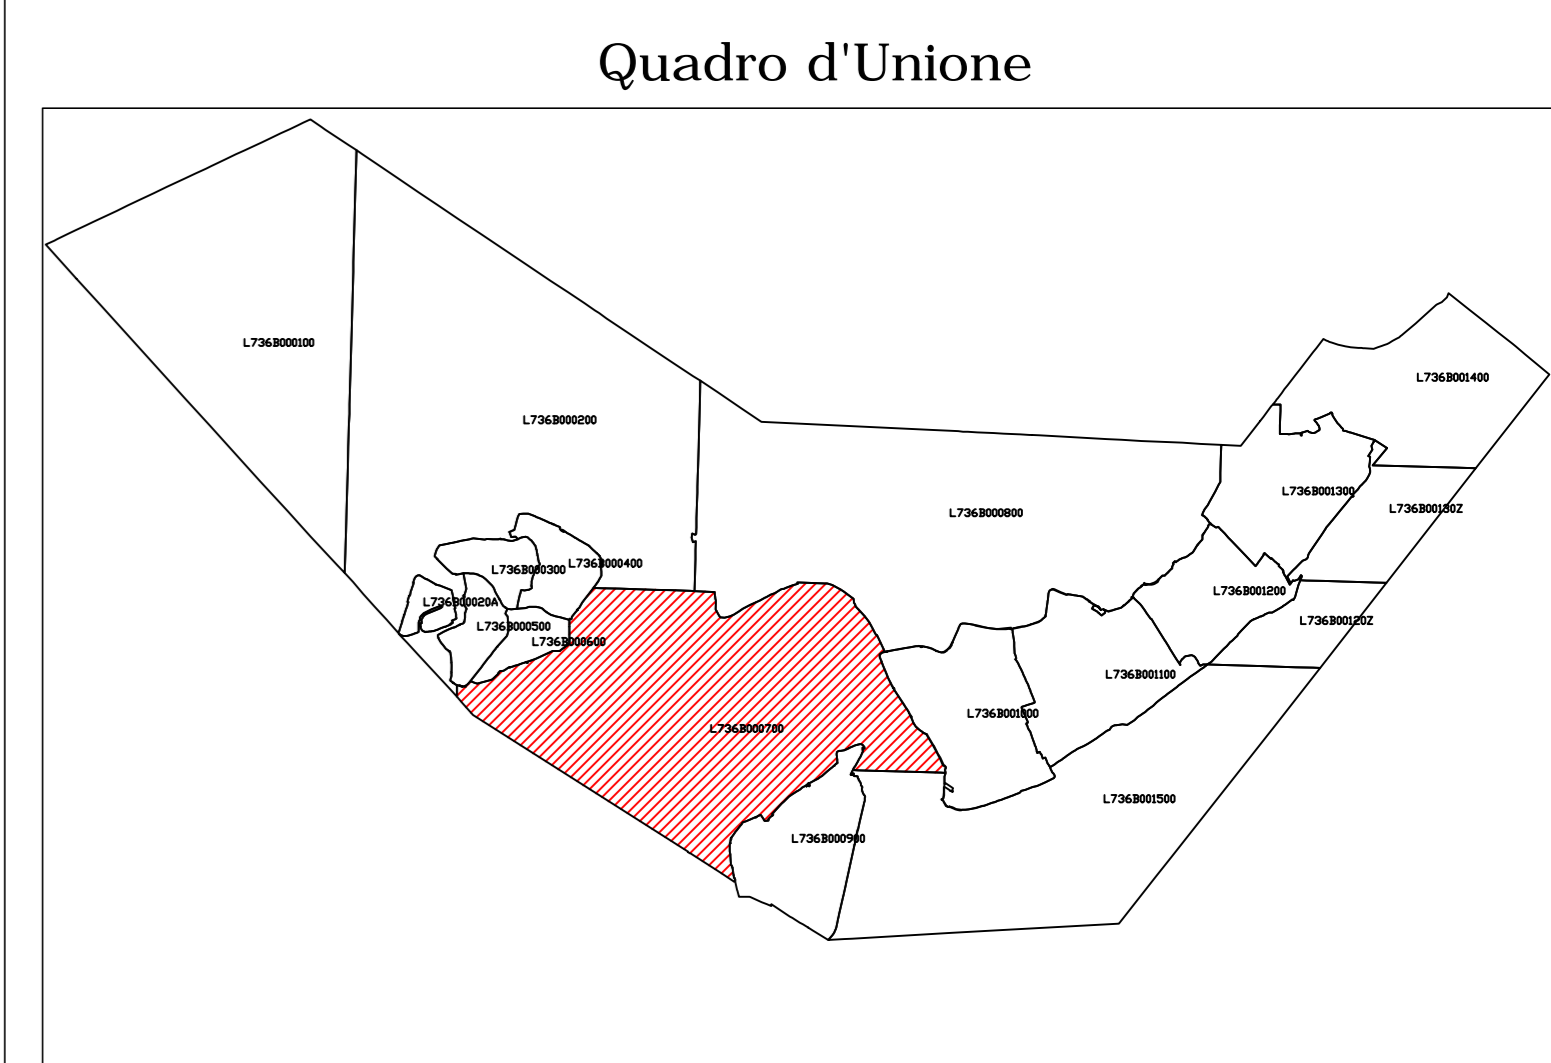 Quadro d'Unione
L736B000100
L736B001400
L736B000200
L736B001300
L736B00130Z
L736B000800
L736B000400
L736B000300
L736B001200
L736B00020A
L736B00120Z
L736B000500
L736B000600
L736B001100
L736B001000
L736B000700
L736B001500
L736B000900